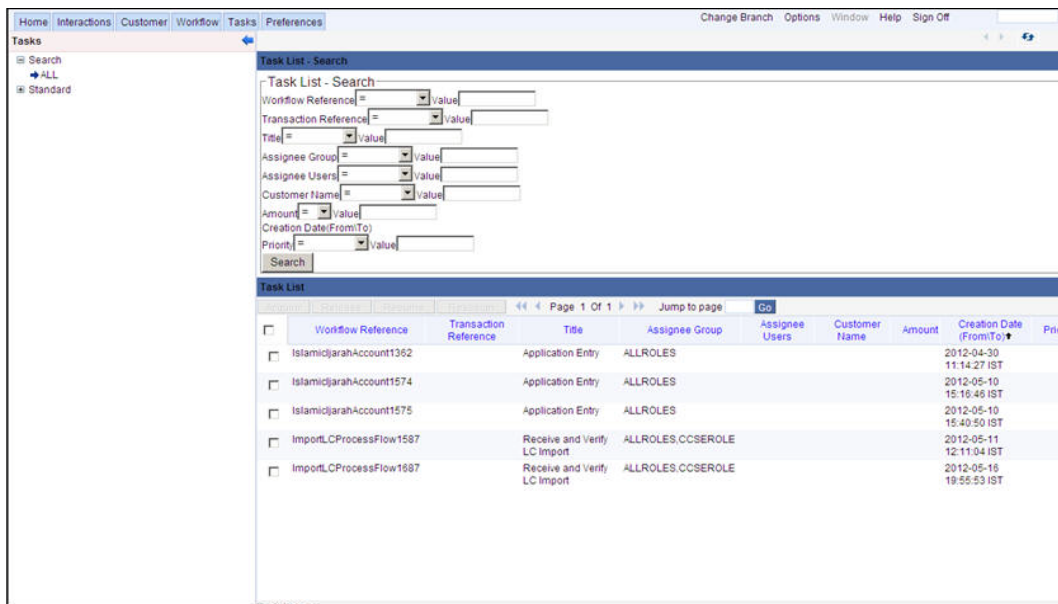 Home Interactions Customer Workflow Tasks Preferences
Change Branch Options Window Help Sign Off
Tasks
Search
ALL
Standard
Task List - Search
Task List - Search
Workflow Reference = Value
Transaction Reference = Value
Title = Value
Assignee Group = Value
Assignee Users = Value
Customer Name = Value
Amount = Value
Creation Date(From\To)
Priority = Value
Search
Task List
Page 1 Of 1 Jump to page Go
Workflow Reference Transaction Reference Title Assignee Group Assignee Users Customer Name Amount Creation Date (From\To)
IslamicIjarahAccount1362 Application Entry ALLROLES 2012-04-30 11:14:27 IST
IslamicIjarahAccount1574 Application Entry ALLROLES 2012-05-10 15:16:46 IST
IslamicIjarahAccount1575 Application Entry ALLROLES 2012-05-10 15:40:50 IST
ImportLCProcessFlow1587 Receive and Verify LC Import ALLROLES,CCSEROLE 2012-05-11 12:11:04 IST
ImportLCProcessFlow1687 Receive and Verify LC Import ALLROLES,CCSEROLE 2012-05-16 19:55:53 IST